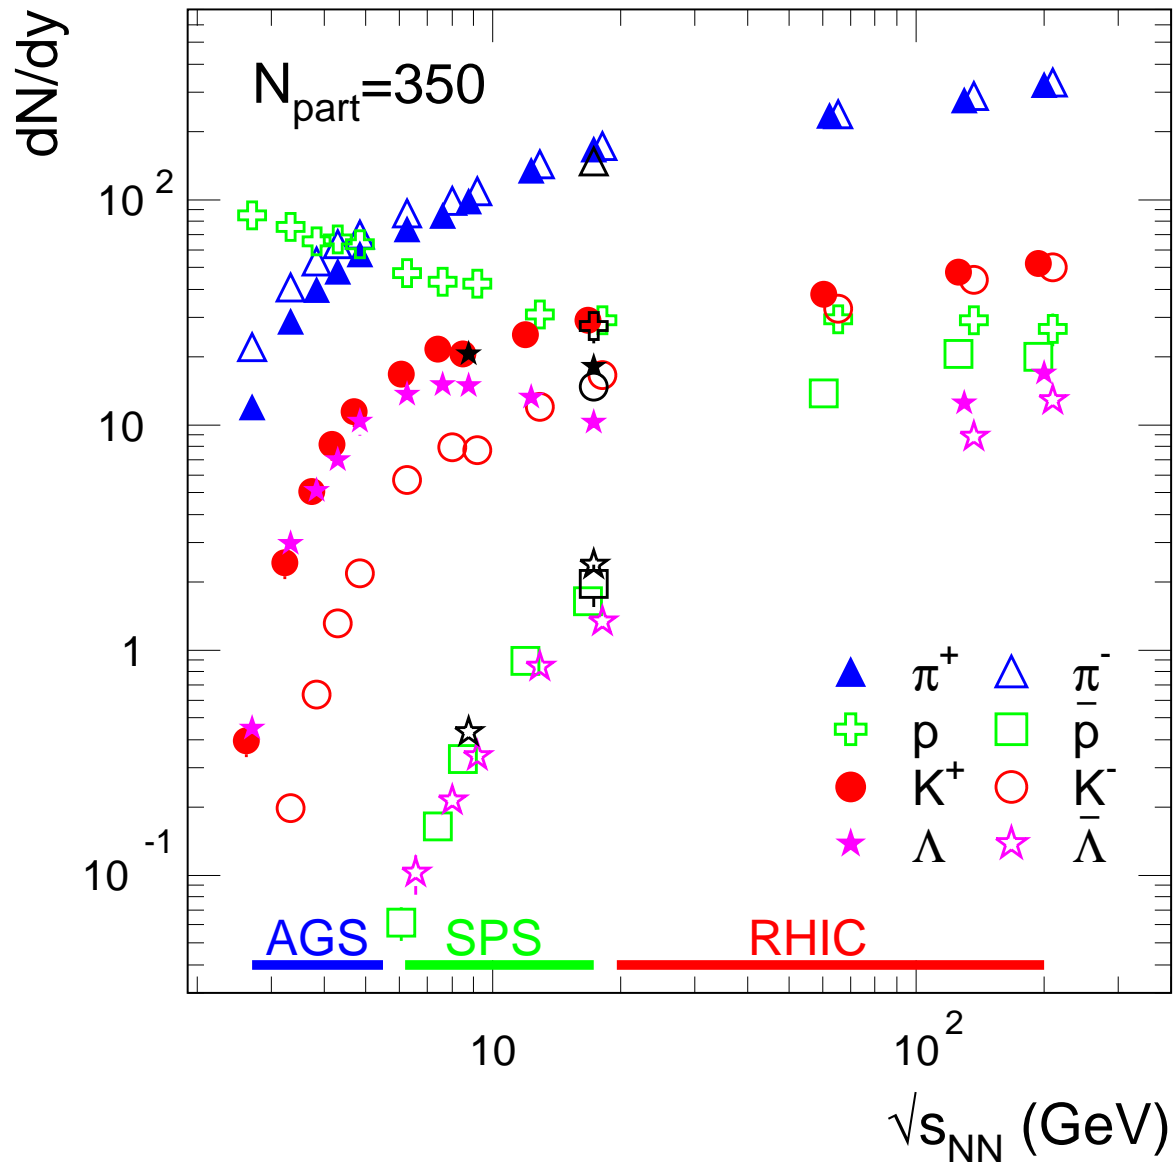 dN/dy
N_part=350
10^2
10
1
10^-1
π^+ π^-
p p̄
K^+ K^-
Λ Λ̄
AGS SPS RHIC
10 10^2
√s_NN (GeV)